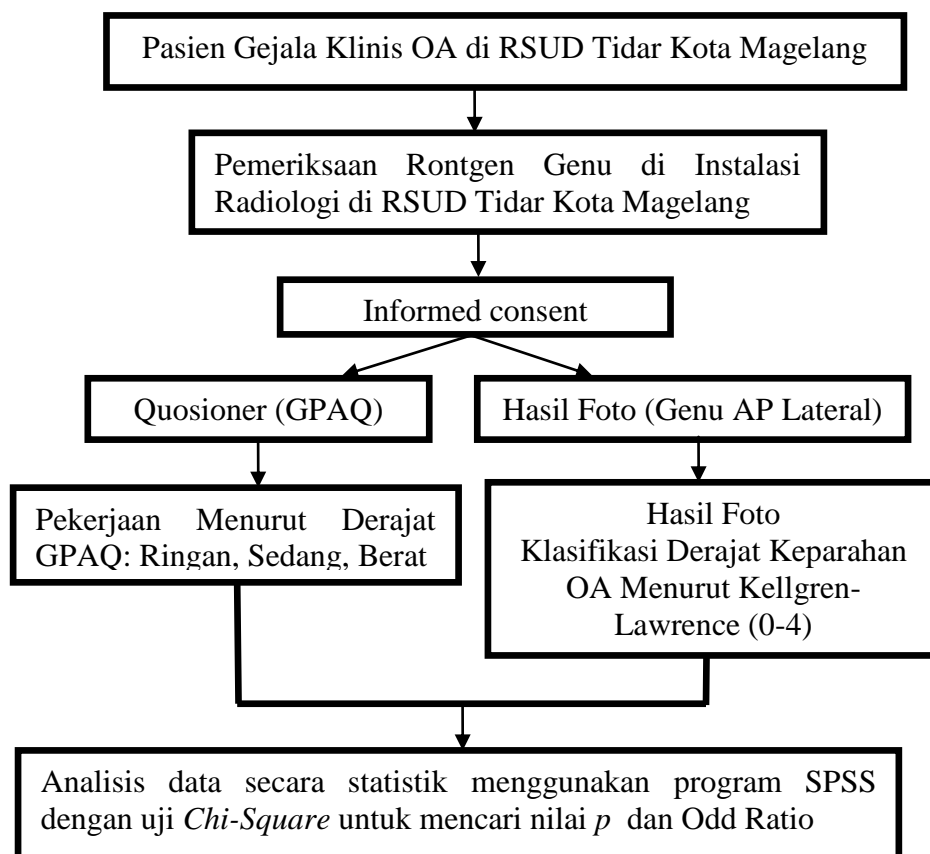 Pasien Gejala Klinis OA di RSUD Tidar Kota Magelang
Pemeriksaan Rontgen Genu di Instalasi
Radiologi di RSUD Tidar Kota Magelang
Informed consent
Quosioner (GPAQ)
Hasil Foto (Genu AP Lateral)
Pekerjaan Menurut Derajat
GPAQ: Ringan, Sedang, Berat
Hasil Foto
Klasifikasi Derajat Keparahan
OA Menurut Kellgren-
Lawrence (0-4)
Analisis data secara statistik menggunakan program SPSS
dengan uji Chi-Square untuk mencari nilai p dan Odd Ratio